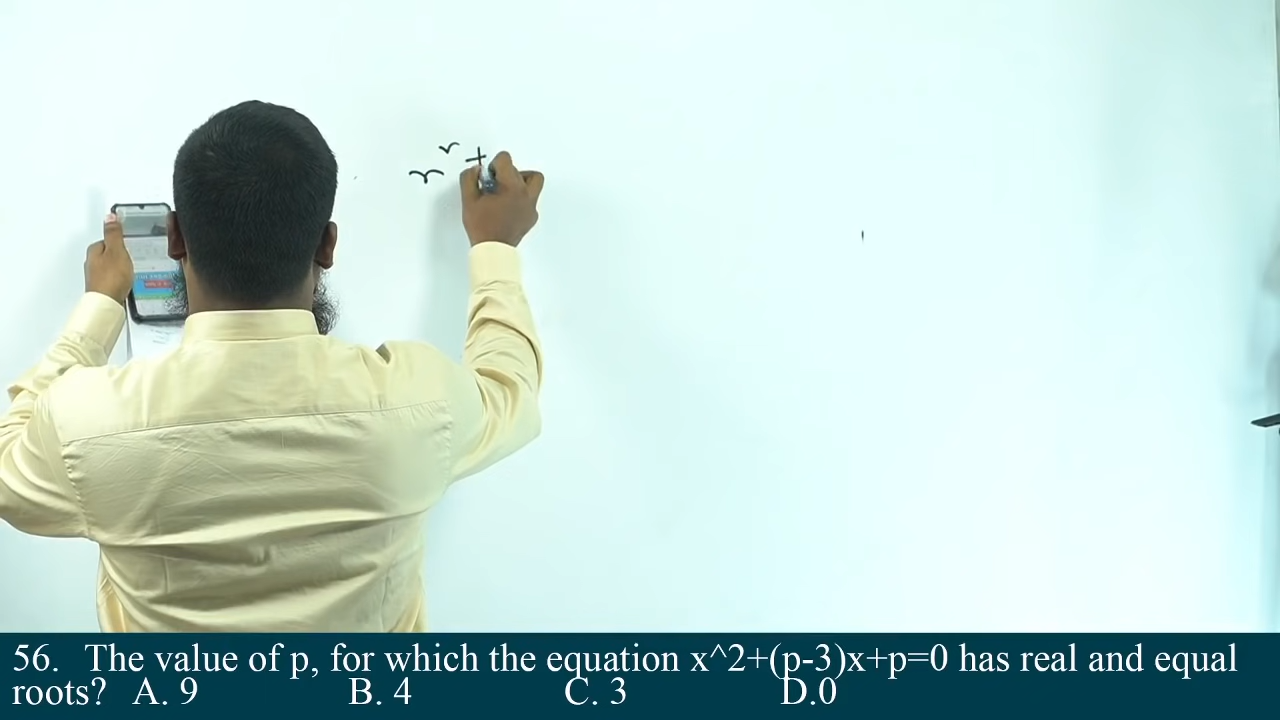 56. The value of p, for which the equation x^2+(p-3)x+p=0 has real and equal
roots? A. 9 B. 4 C. 3 D.0